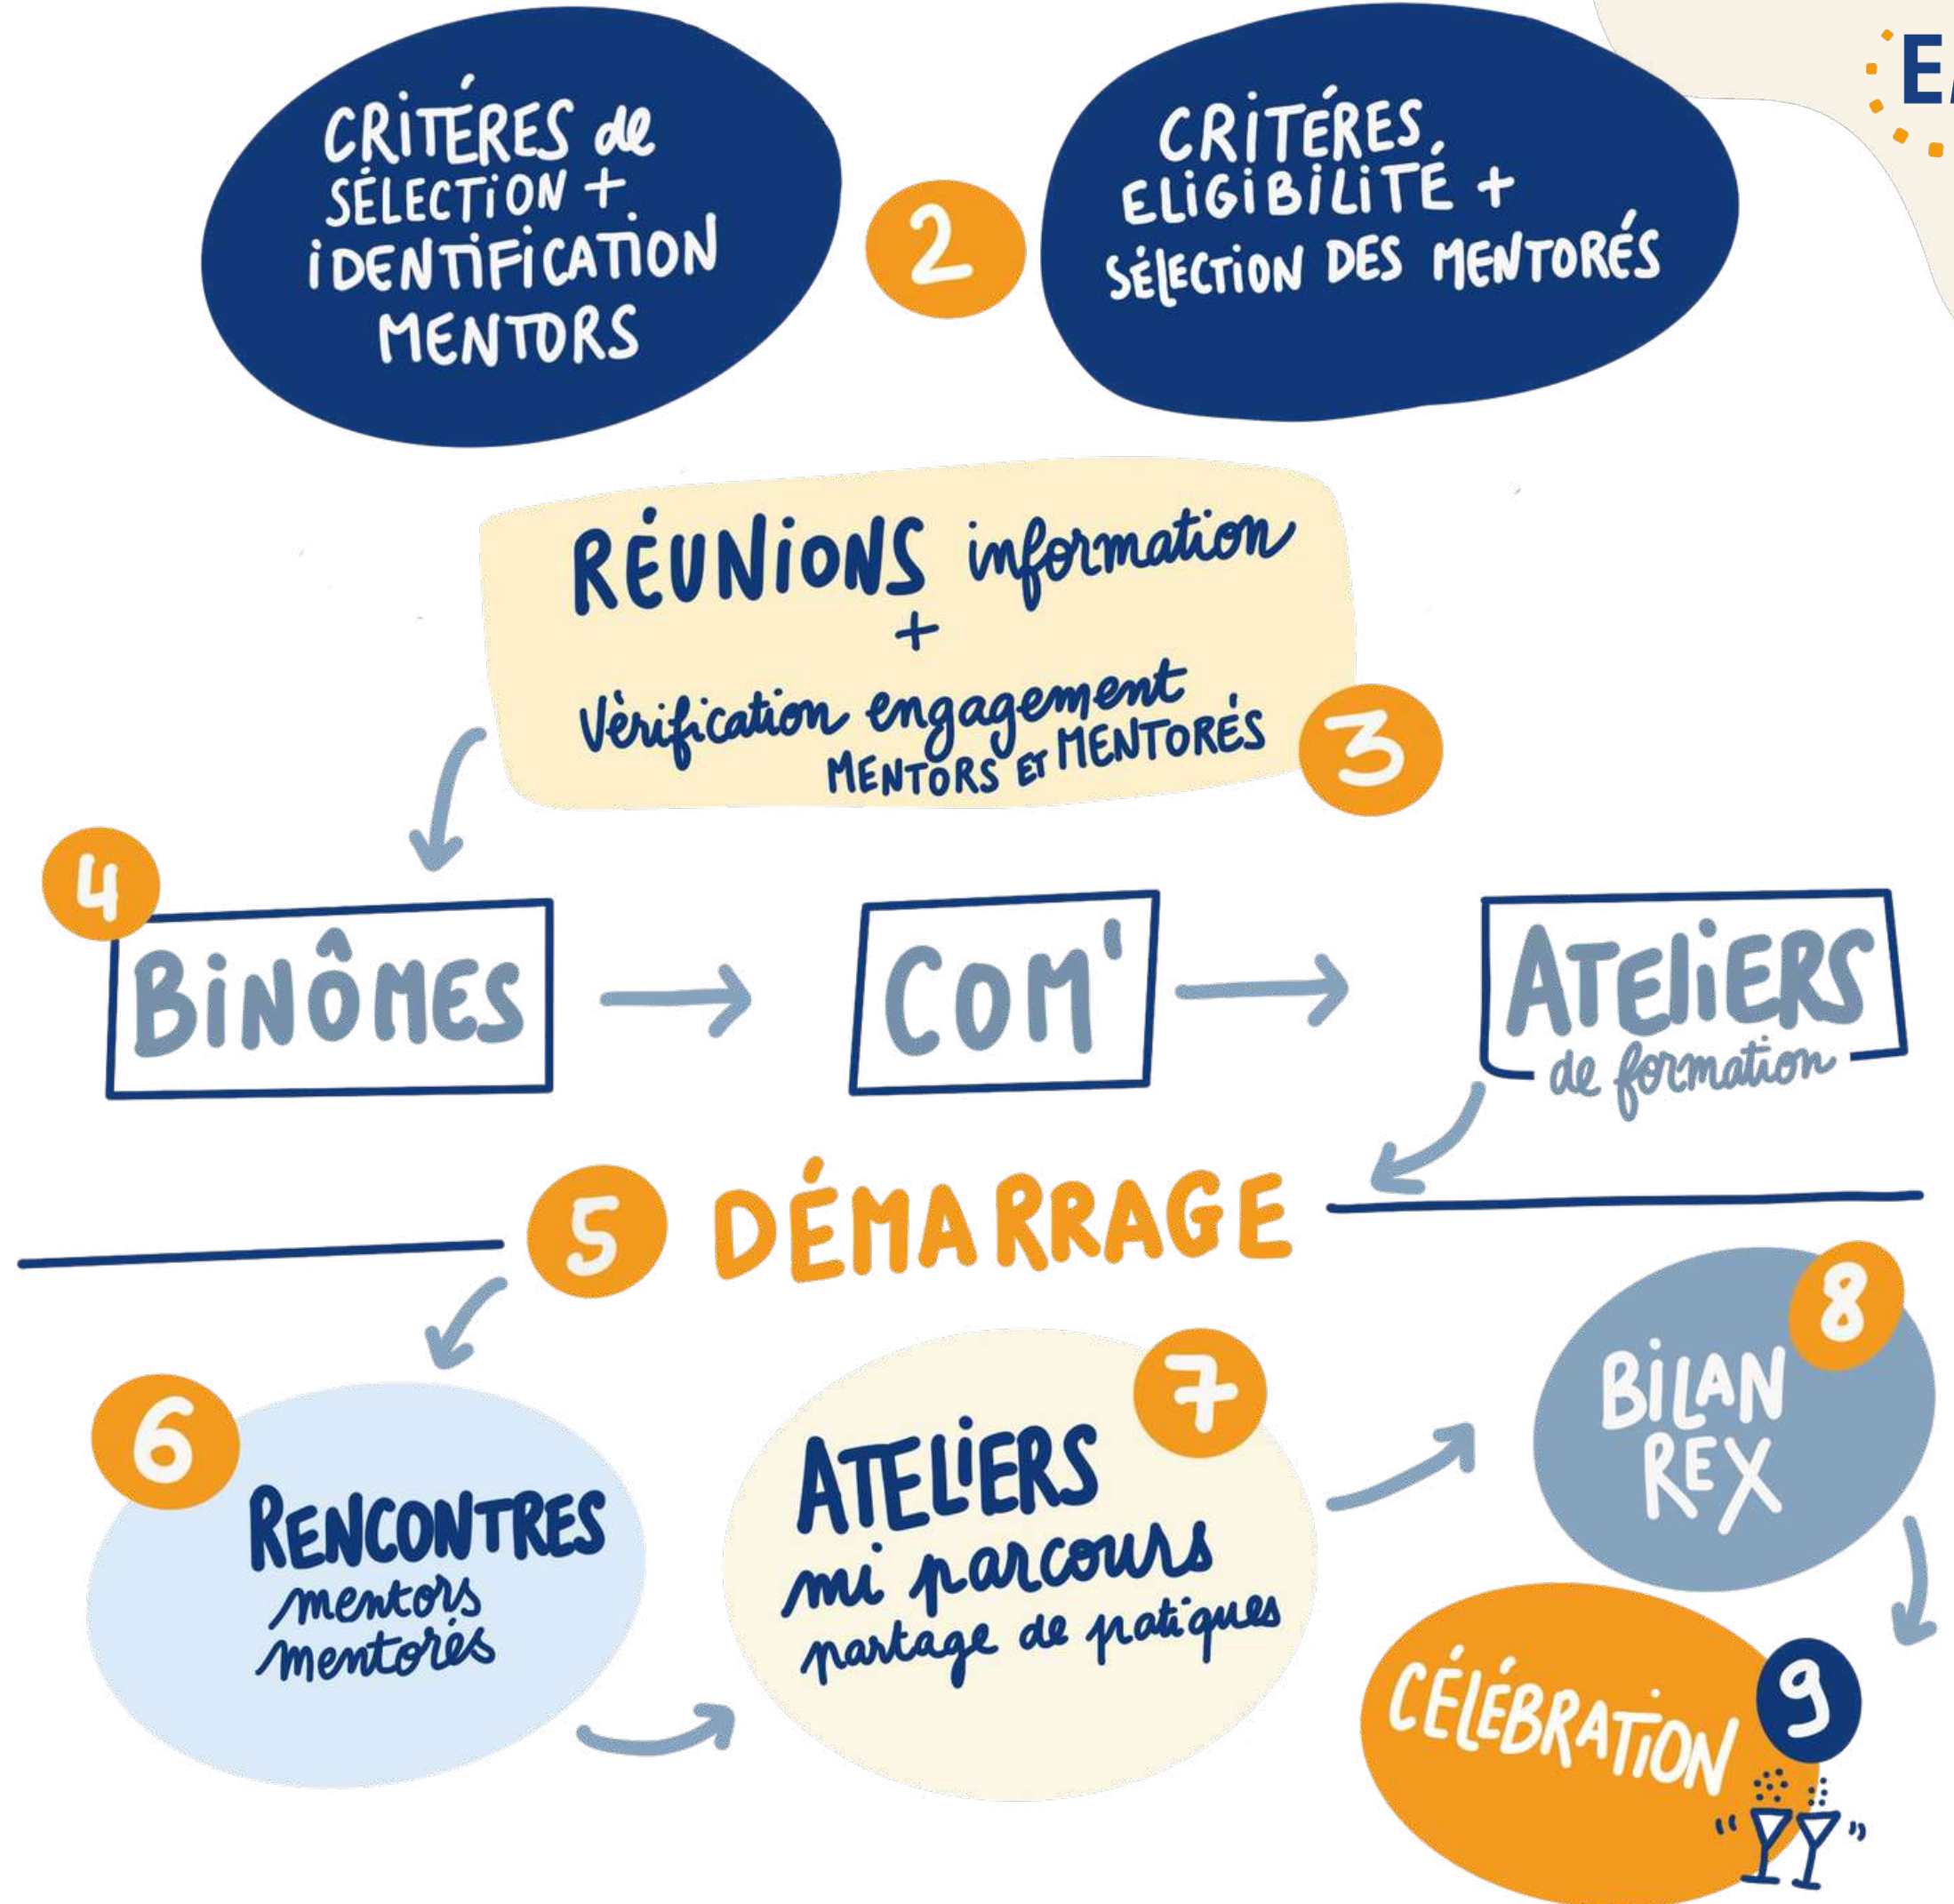 CRITÉRES de
SÉLECTION +
IDENTIFICATION
MENTORS
2
CRITÉRES
ELIGIBILITÉ +
SÉLECTION DES MENTORÉS
RÉUNIONS information
+
Vèrification engagement
MENTORS ET MENTORÉS
3
4
BINÔMES
COM'
ATELIERS
de formation
5 DÉMARRAGE
6
RENCONTRES
mentors
mentorés
7
ATELIERS
mi parcours
partage de patiques
8
BILAN
REX
CÉLÉBRATION
9